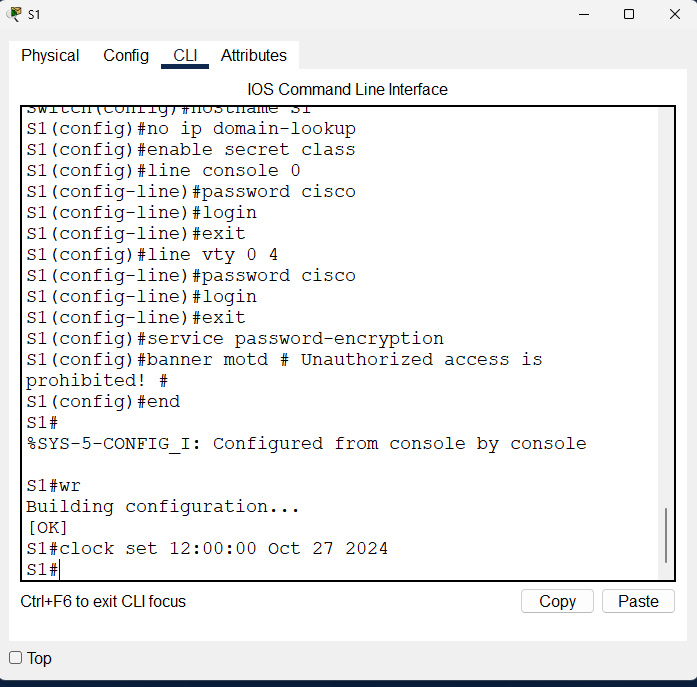 S1
Physical Config CLI Attributes
IOS Command Line Interface
Switch(config)#hostname S1
S1(config)#no ip domain-lookup
S1(config)#enable secret class
S1(config)#line console 0
S1(config-line)#password cisco
S1(config-line)#login
S1(config-line)#exit
S1(config)#line vty 0 4
S1(config-line)#password cisco
S1(config-line)#login
S1(config-line)#exit
S1(config)#service password-encryption
S1(config)#banner motd # Unauthorized access is
prohibited! #
S1(config)#end
S1#
%SYS-5-CONFIG_I: Configured from console by console
S1#wr
Building configuration...
[OK]
S1#clock set 12:00:00 Oct 27 2024
S1#
Ctrl+F6 to exit CLI focus
Copy Paste
Top